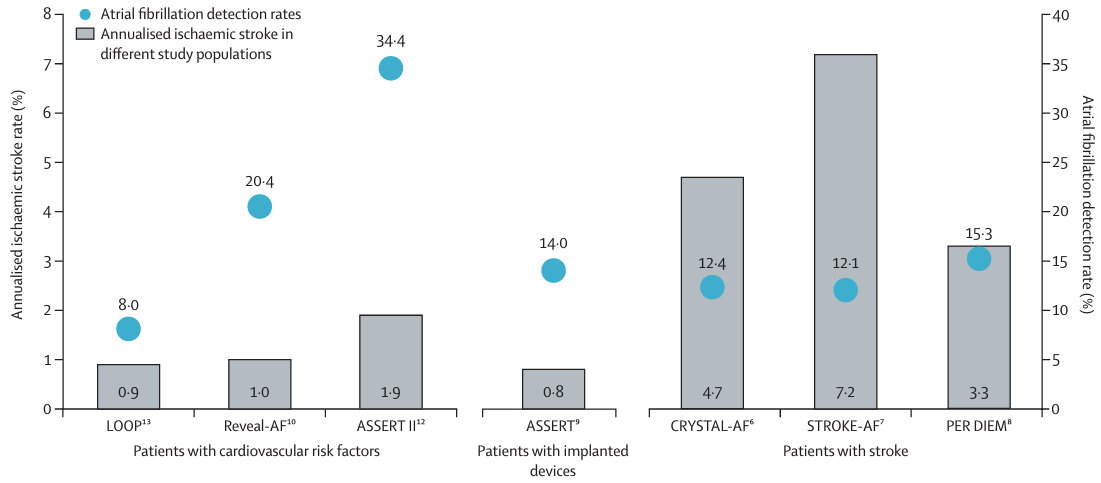 Atrial fibrillation detection rates
Annualised ischaemic stroke in
different study populations
Annualised ischaemic stroke rate (%)
8
7
6
5
4
3
2
1
0
8·0
20·4
34·4
14·0
12·4
12·1
15·3
0·9
1·0
1·9
0·8
4·7
7·2
3·3
40
35
30
25
20
15
10
5
0
Atrial fibrillation detection rate (%)
LOOP¹³
Reveal-AF¹⁰
ASSERT II¹²
ASSERT⁹
CRYSTAL-AF⁶
STROKE-AF⁷
PER DIEM⁸
Patients with cardiovascular risk factors
Patients with implanted
devices
Patients with stroke